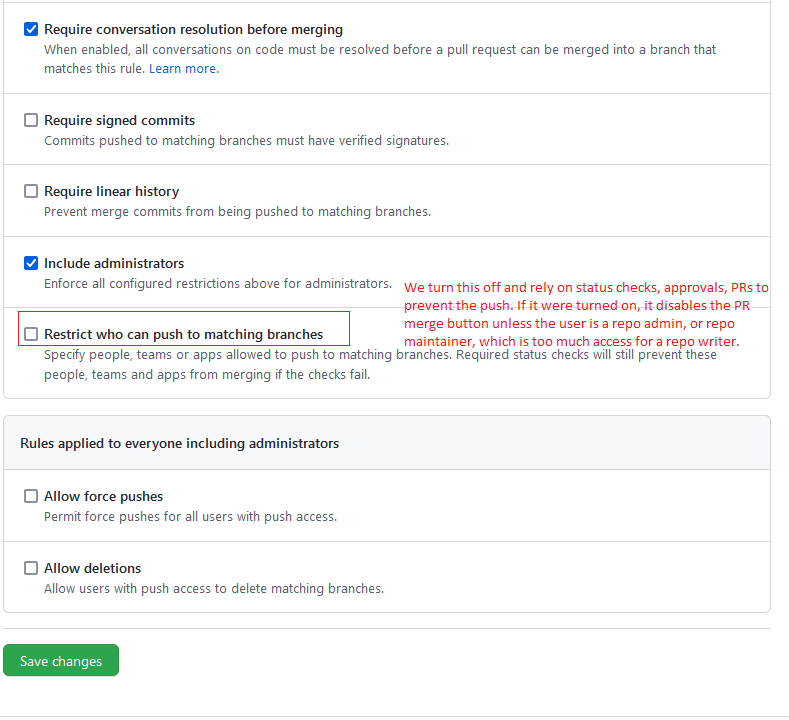 Require conversation resolution before merging
When enabled, all conversations on code must be resolved before a pull request can be merged into a branch that
matches this rule. Learn more.
Require signed commits
Commits pushed to matching branches must have verified signatures.
Require linear history
Prevent merge commits from being pushed to matching branches.
Include administrators
Enforce all configured restrictions above for administrators.
We turn this off and rely on status checks, approvals, PRs to
prevent the push. If it were turned on, it disables the PR
merge button unless the user is a repo admin, or repo
maintainer, which is too much access for a repo writer.
Restrict who can push to matching branches
Specify people, teams or apps allowed to push to matching branches. Required status checks will still prevent these
people, teams and apps from merging if the checks fail.
Rules applied to everyone including administrators
Allow force pushes
Permit force pushes for all users with push access.
Allow deletions
Allow users with push access to delete matching branches.
Save changes